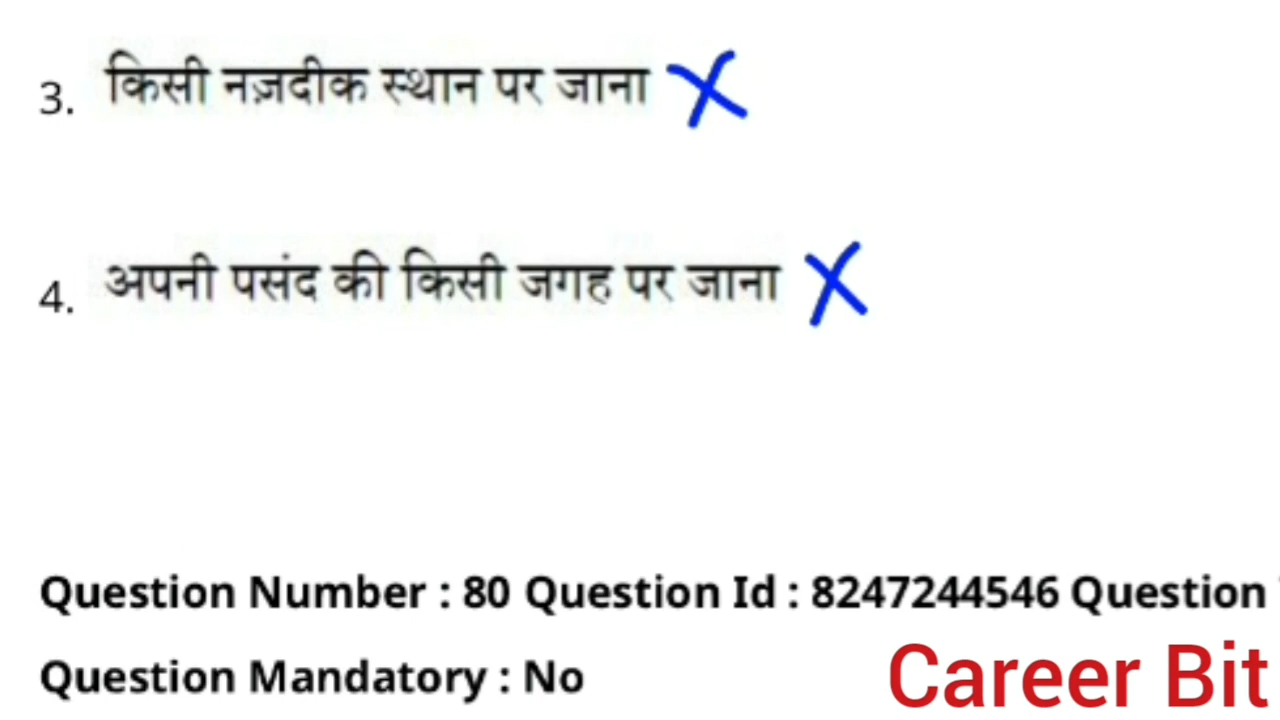 3. किसी नज़दीक स्थान पर जाना
4. अपनी पसंद की किसी जगह पर जाना
Question Number : 80 Question Id : 8247244546 Question
Question Mandatory : No
Career Bit